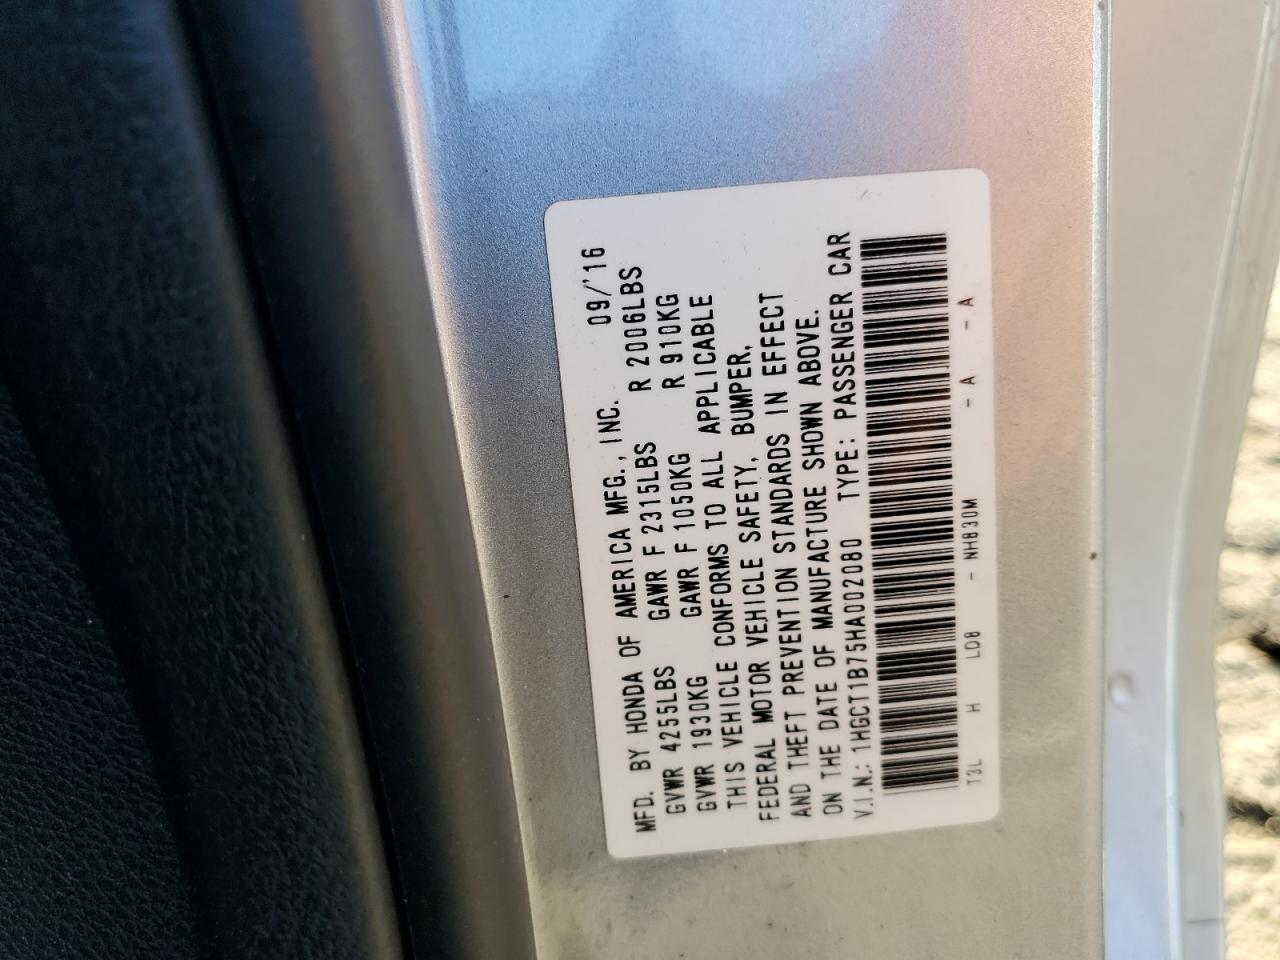 MFD. BY HONDA OF AMERICA MFG., INC. 09/'16
GVWR 4255LBS GAWR F 2315LBS R 2006LBS
GVWR 1930KG GAWR F 1050KG R 910KG
THIS VEHICLE CONFORMS TO ALL APPLICABLE
FEDERAL MOTOR VEHICLE SAFETY, BUMPER,
AND THEFT PREVENTION STANDARDS IN EFFECT
ON THE DATE OF MANUFACTURE SHOWN ABOVE.
V.I.N.: 1HGCT1B75HA002080 TYPE: PASSENGER CAR
T3L H LD8 - NH830M - A - A